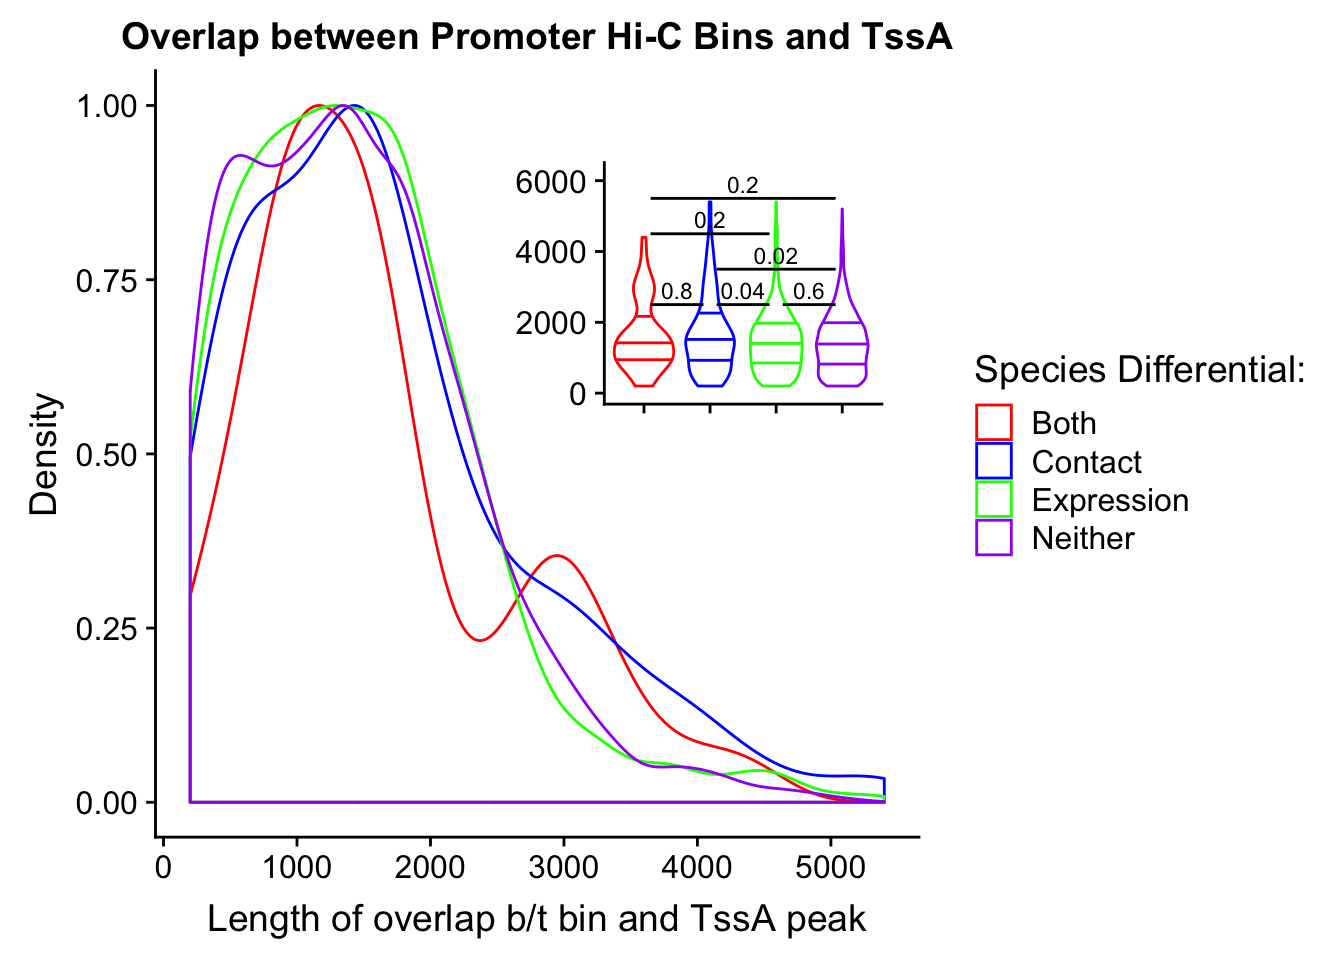 Overlap between Promoter Hi-C Bins and TssA
Density
1.00
0.75
0.50
0.25
0.00
0 1000 2000 3000 4000 5000
Length of overlap b/t bin and TssA peak
6000
4000
2000
0
0.2
0.2
0.02
0.8 0.04 0.6
Species Differential:
Both
Contact
Expression
Neither